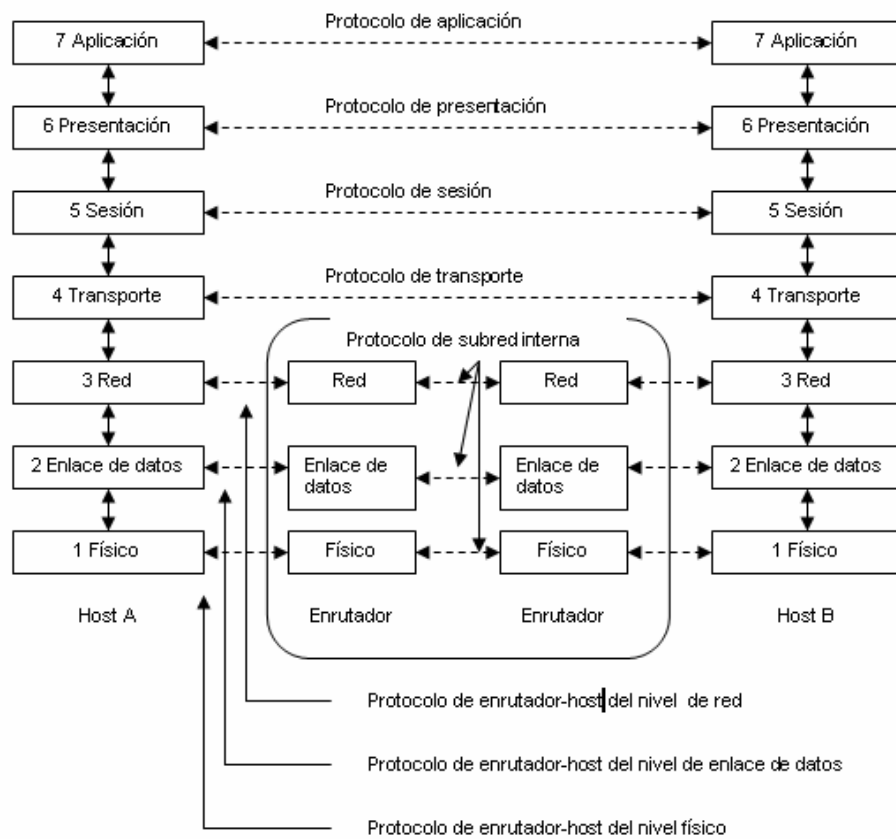 Protocolo de aplicación
7 Aplicación
7 Aplicación
Protocolo de presentación
6 Presentación
6 Presentación
Protocolo de sesión
5 Sesión
5 Sesión
Protocolo de transporte
4 Transporte
4 Transporte
Protocolo de subred interna
3 Red
Red
Red
3 Red
2 Enlace de datos
Enlace de
datos
Enlace de
datos
2 Enlace de datos
1 Físico
Físico
Físico
1 Físico
Host A
Enrutador
Enrutador
Host B
Protocolo de enrutador-host del nivel de red
Protocolo de enrutador-host del nivel de enlace de datos
Protocolo de enrutador-host del nivel físico